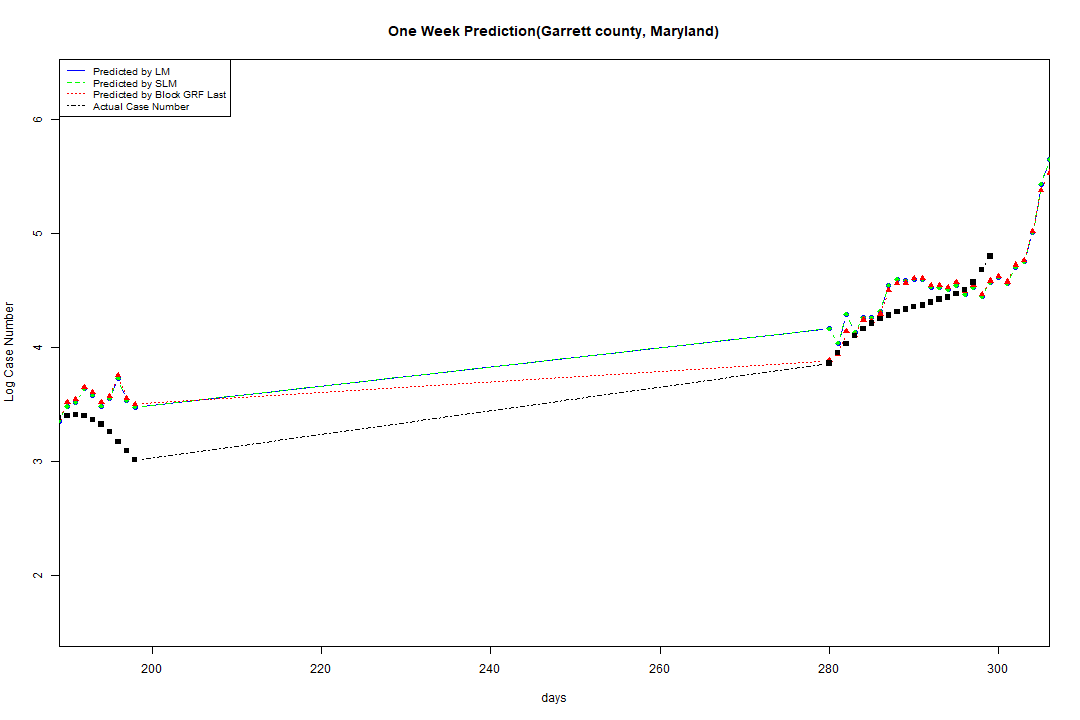 One Week Prediction(Garrett county, Maryland)
Predicted by LM
Predicted by SLM
Predicted by Block GRF Last
Actual Case Number
6
5
4
3
2
Log Case Number
200 220 240 260 280 300
days